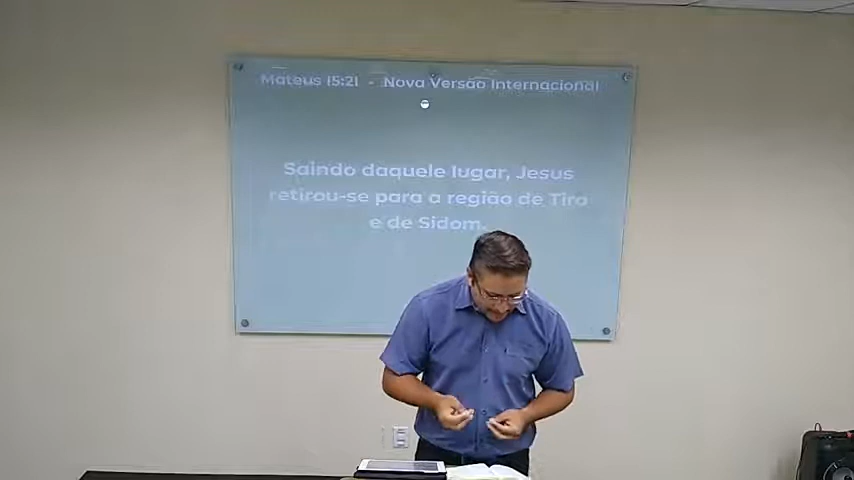 Mateus 15:21 - Nova Versão Internacional
Saindo daquele lugar, Jesus
retirou-se para a região de Tiro
e de Sidom.